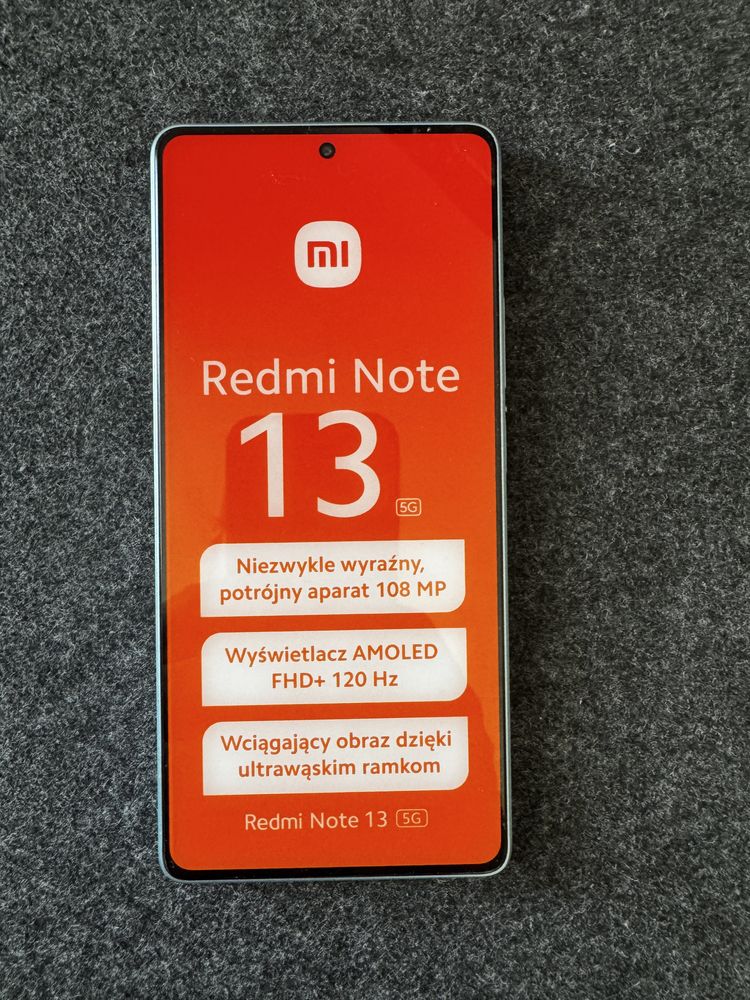 mi
Redmi Note
13 5G
Niezwykle wyraźny,
potrójny aparat 108 MP
Wyświetlacz AMOLED
FHD+ 120 Hz
Wciągający obraz dzięki
ultrawąskim ramkom
Redmi Note 13 5G